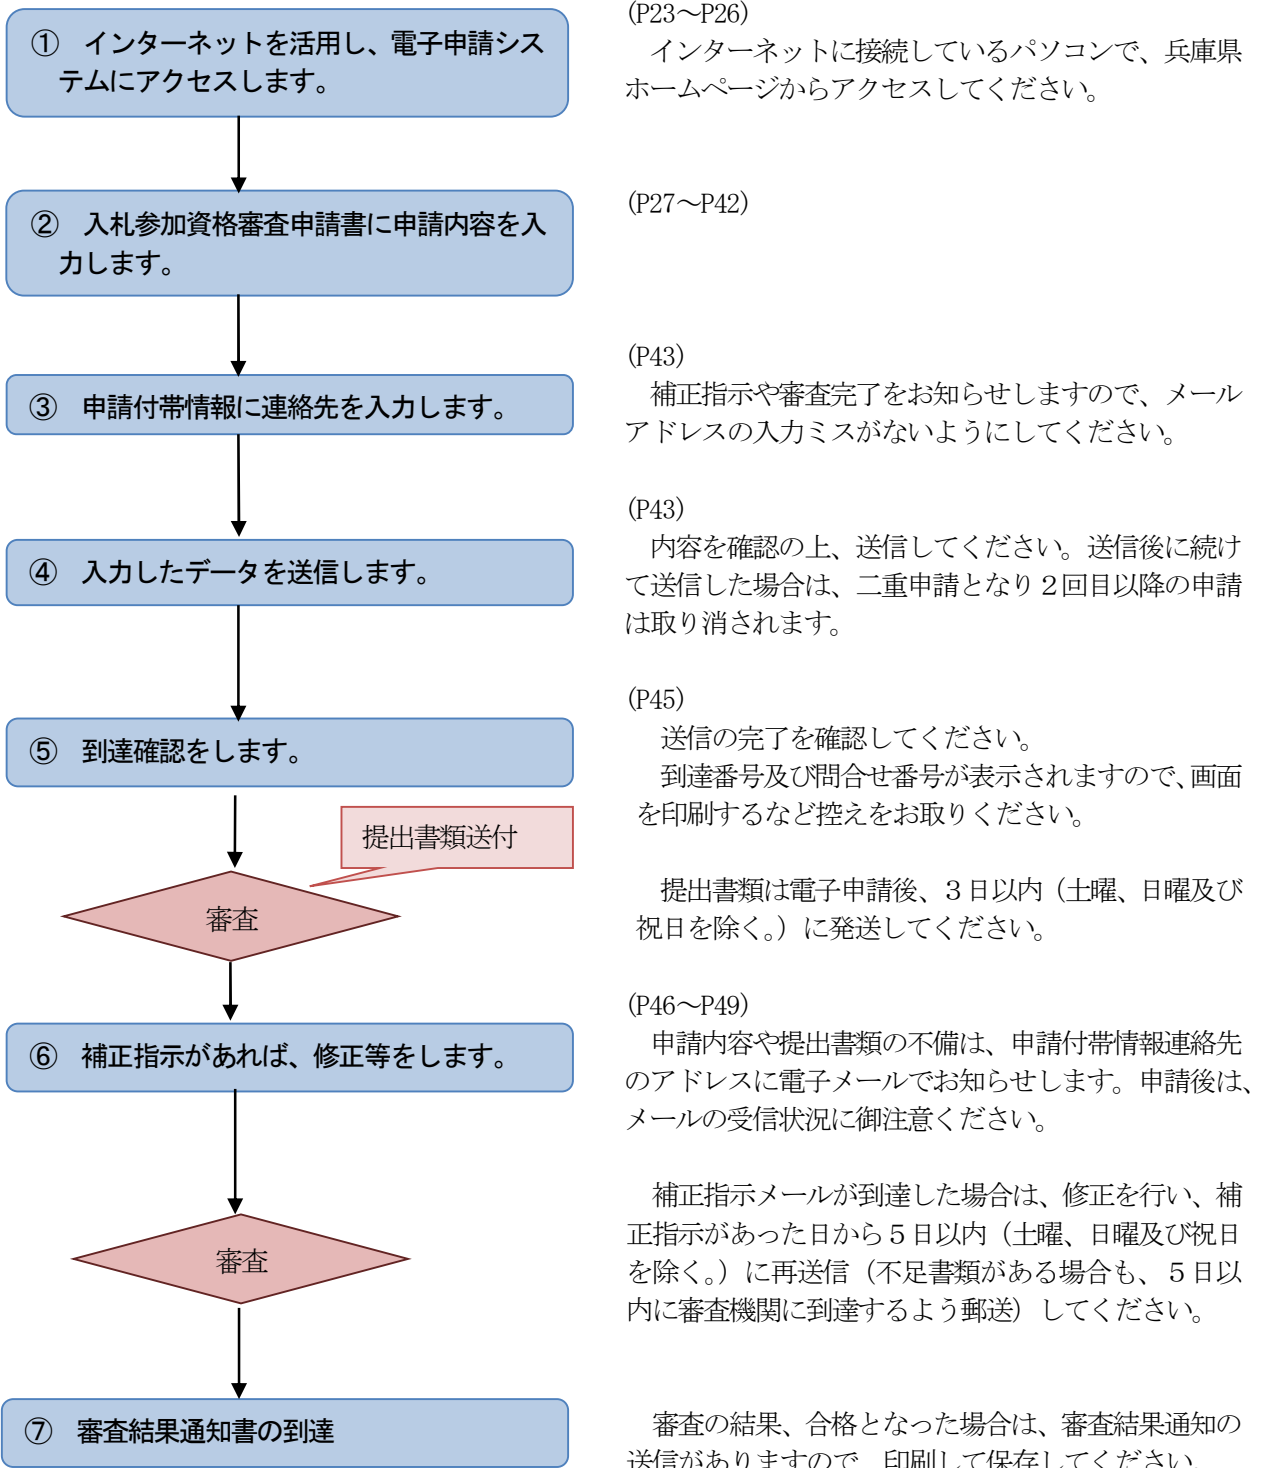 ① インターネットを活用し、電子申請シス
テムにアクセスします。
(P23～P26)
インターネットに接続しているパソコンで、兵庫県
ホームページからアクセスしてください。
② 入札参加資格審査申請書に申請内容を入
力します。
(P27～P42)
③ 申請付帯情報に連絡先を入力します。
(P43)
補正指示や審査完了をお知らせしますので、メール
アドレスの入力ミスがないようにしてください。
④ 入力したデータを送信します。
(P43)
内容を確認の上、送信してください。送信後に続け
て送信した場合は、二重申請となり２回目以降の申請
は取り消されます。
⑤ 到達確認をします。
(P45)
送信の完了を確認してください。
到達番号及び問合せ番号が表示されますので、画面
を印刷するなど控えをお取りください。
提出書類送付
審査
提出書類は電子申請後、３日以内（土曜、日曜及び
祝日を除く。）に発送してください。
⑥ 補正指示があれば、修正等をします。
(P46～P49)
申請内容や提出書類の不備は、申請付帯情報連絡先
のアドレスに電子メールでお知らせします。申請後は、
メールの受信状況に御注意ください。
審査
補正指示メールが到達した場合は、修正を行い、補
正指示があった日から５日以内（土曜、日曜及び祝日
を除く。）に再送信（不足書類がある場合も、５日以
内に審査機関に到達するよう郵送）してください。
⑦ 審査結果通知書の到達
審査の結果、合格となった場合は、審査結果通知の
送信がありますので、印刷して保存してください。